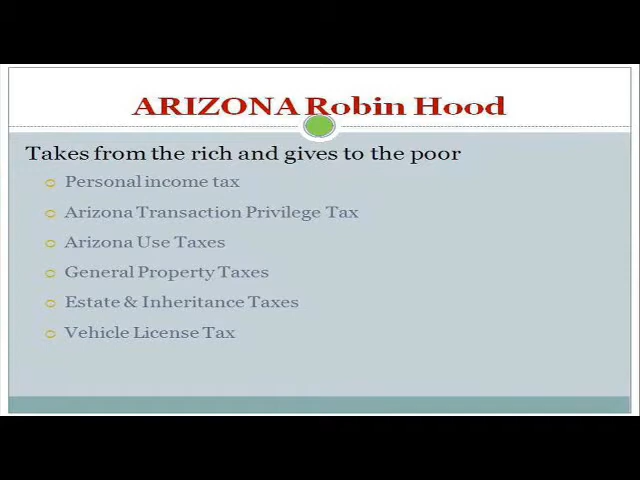 ARIZONA Robin Hood
Takes from the rich and gives to the poor
Personal income tax
Arizona Transaction Privilege Tax
Arizona Use Taxes
General Property Taxes
Estate & Inheritance Taxes
Vehicle License Tax